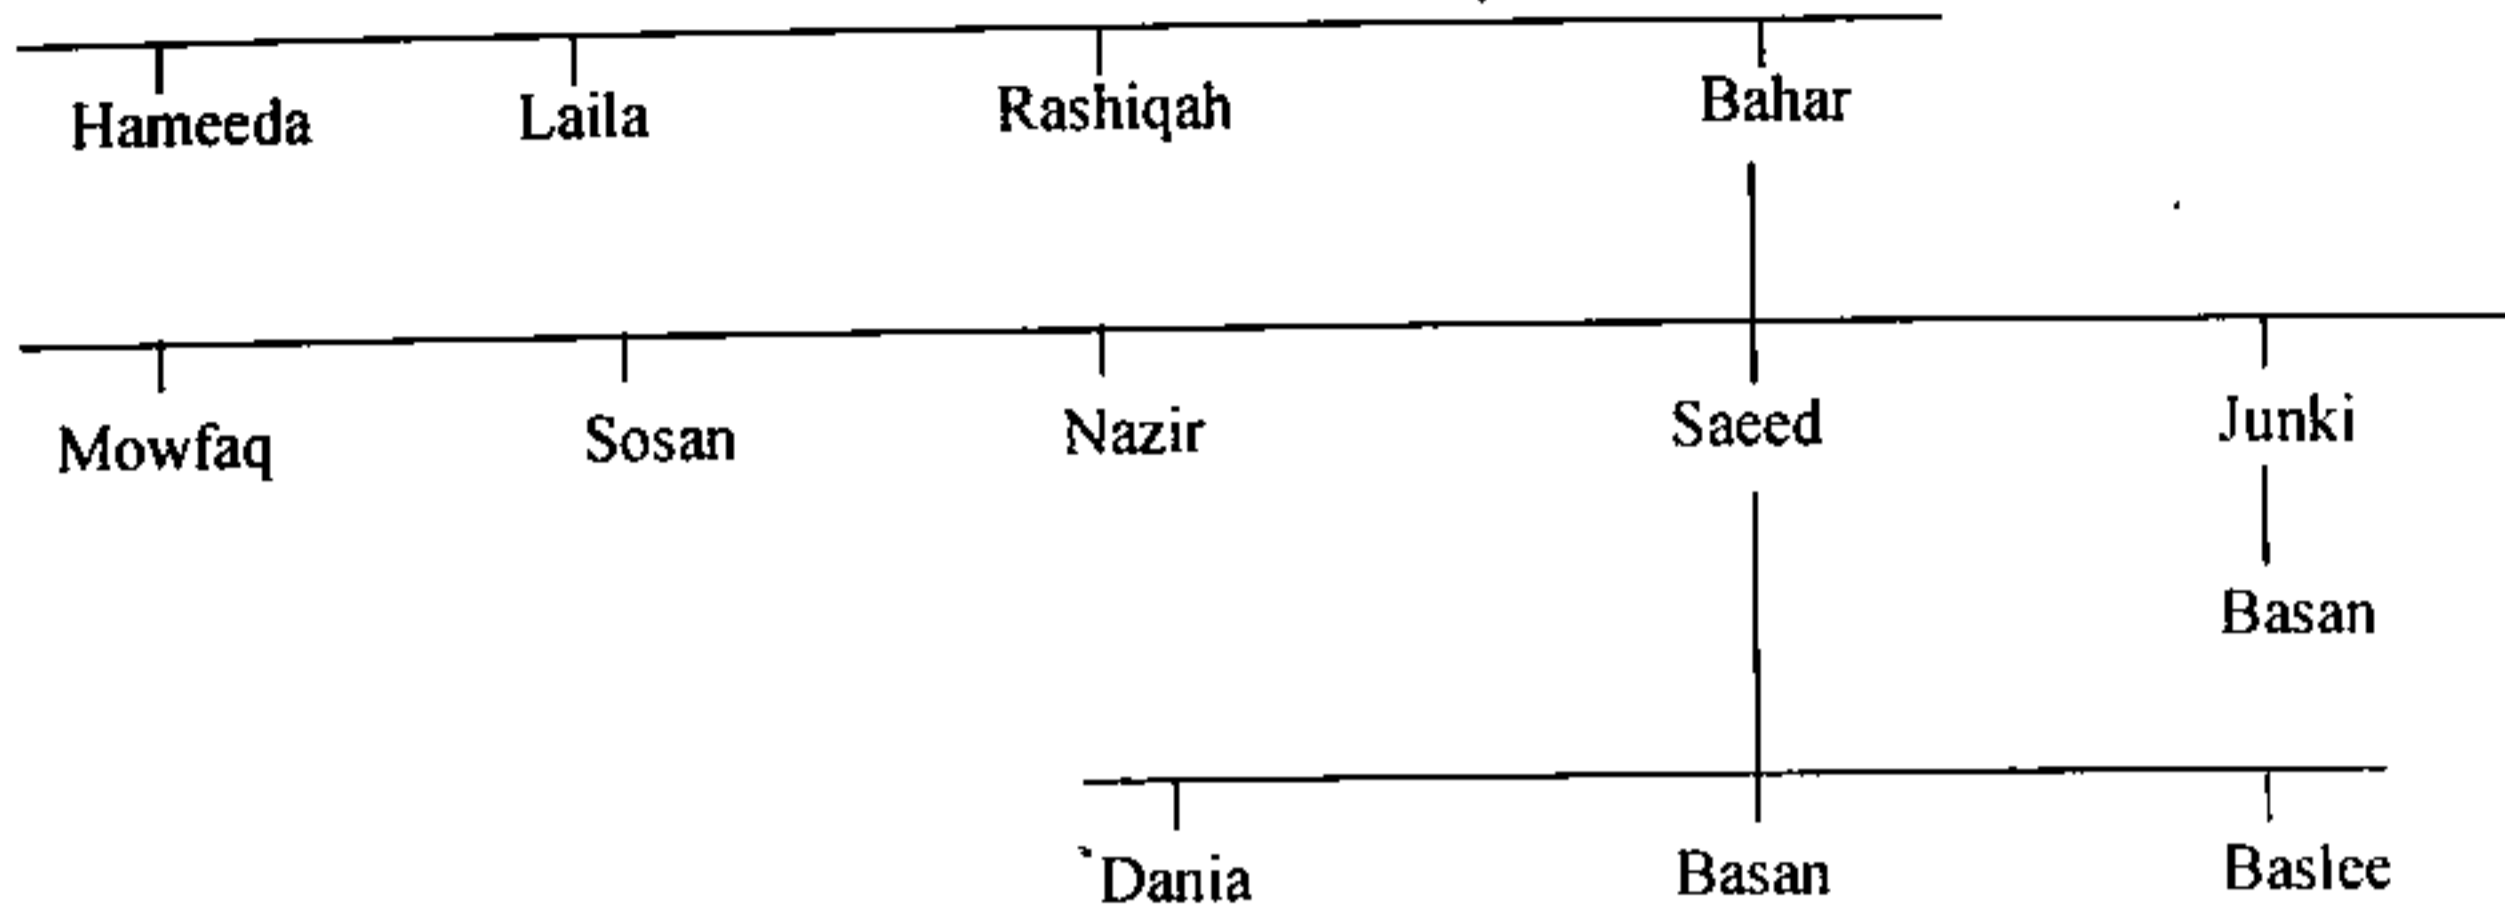 Hameeda Laila Rashiqah Bahar
Mowfaq Sosan Nazir Saeed Junki
Basan
Dania Basan Baslee